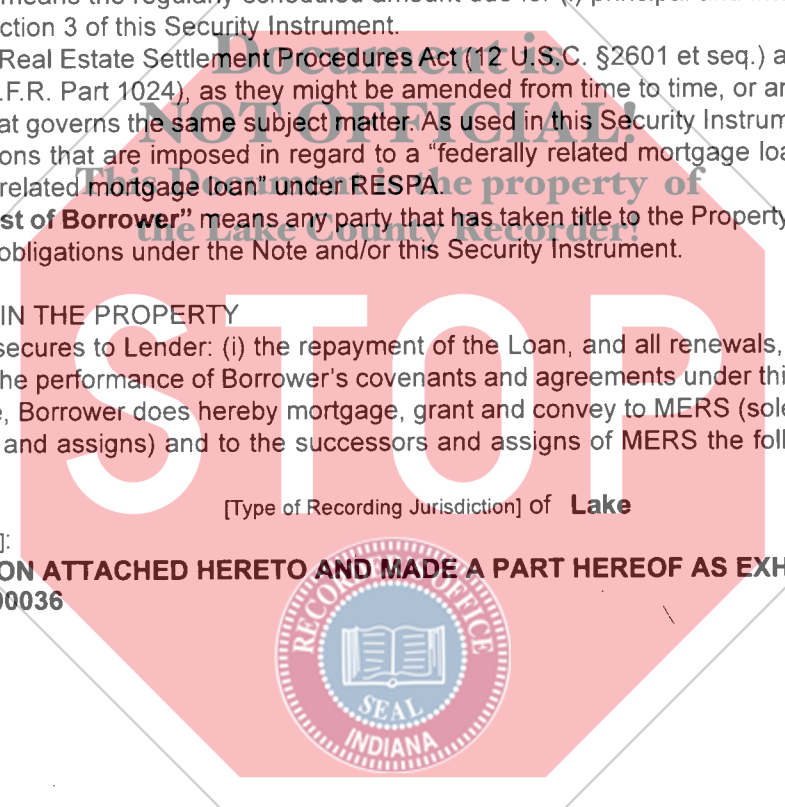 means the regularly scheduled amount due for (i) principal and
ction 3 of this Security Instrument.
Real Estate Settlement Procedures Act (12 U.S.C. §2601 et seq.) a
.F.R. Part 1024), as they might be amended from time to time, or an
at governs the same subject matter. As used in this Security Instrum
ons that are imposed in regard to a “federally related mortgage loa
related mortgage loan” under RESPA.
st of Borrower” means any party that has taken title to the Property
obligations under the Note and/or this Security Instrument.
IN THE PROPERTY
secures to Lender: (i) the repayment of the Loan, and all renewals,
he performance of Borrower's covenants and agreements under thi
e, Borrower does hereby mortgage, grant and convey to MERS (sole
and assigns) and to the successors and assigns of MERS the foll
[Type of Recording Jurisdiction] of Lake
]:
ON ATTACHED HERETO AND MADE A PART HEREOF AS EXH
00036
Document is
NOT OFFICIAL!
This Document is the property of
the Lake County Recorder!
STOP
RECORDER'S OFFICE
SEAL
INDIANA